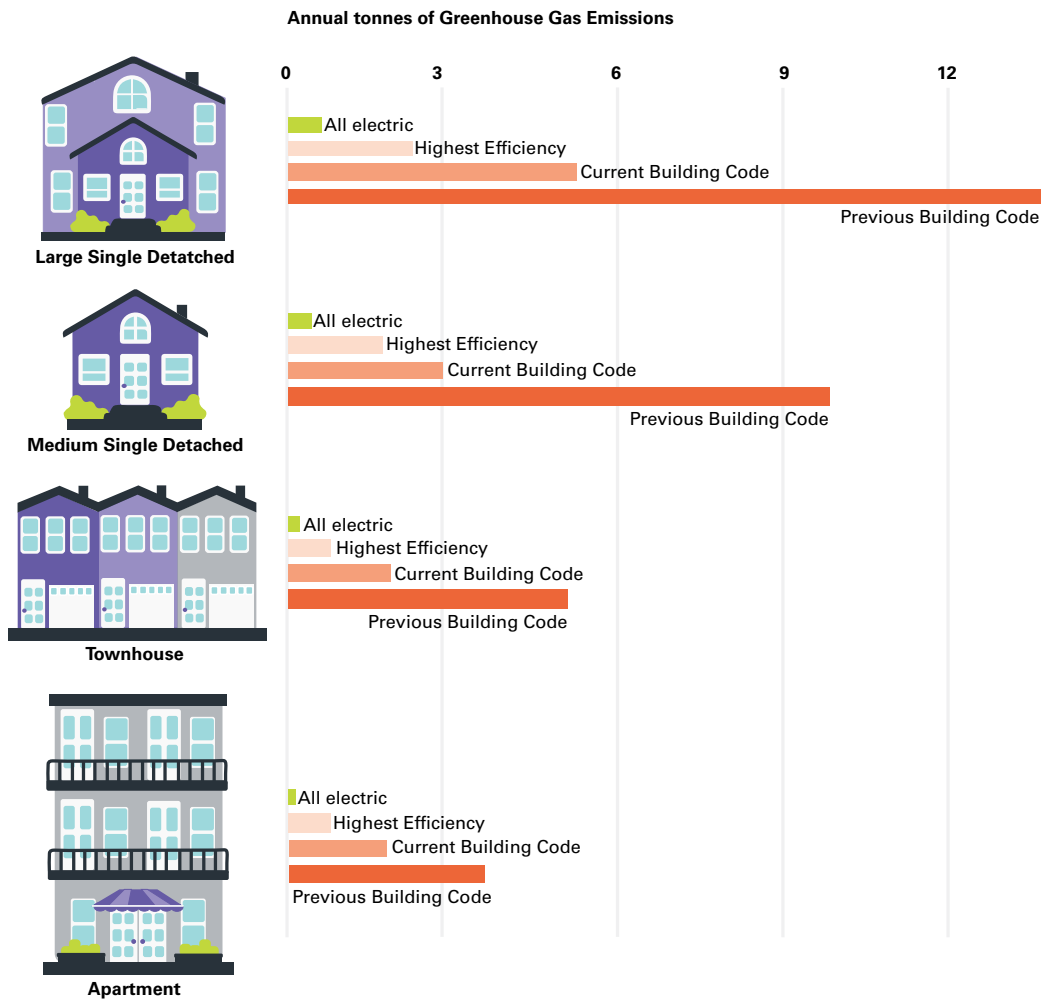 Annual tonnes of Greenhouse Gas Emissions
0 3 6 9 12
All electric
Highest Efficiency
Current Building Code
Previous Building Code
Large Single Detatched
All electric
Highest Efficiency
Current Building Code
Previous Building Code
Medium Single Detached
All electric
Highest Efficiency
Current Building Code
Previous Building Code
Townhouse
All electric
Highest Efficiency
Current Building Code
Previous Building Code
Apartment